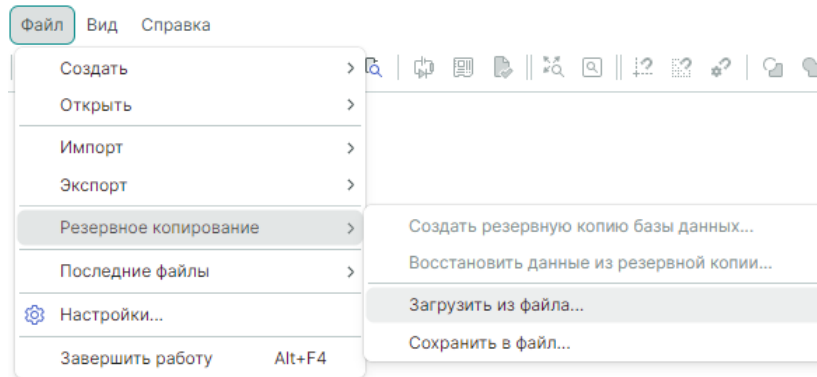 Файл Вид Справка
Создать
Открыть
Импорт
Экспорт
Резервное копирование
Создать резервную копию базы данных...
Восстановить данные из резервной копии...
Загрузить из файла...
Сохранить в файл...
Последние файлы
Настройки...
Завершить работу Alt+F4